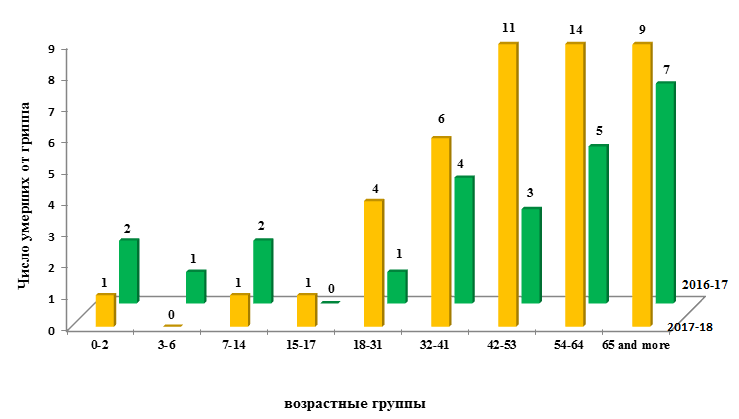 11 14 9
9
8 7
7
6 6
5 5
4 4 4
3 3
2 2 2
1 1 1 1 1 1
0 0 0
Число умерших от гриппа
2016-17
2017-18
0-2 3-6 7-14 15-17 18-31 32-41 42-53 54-64 65 and more
возрастные группы